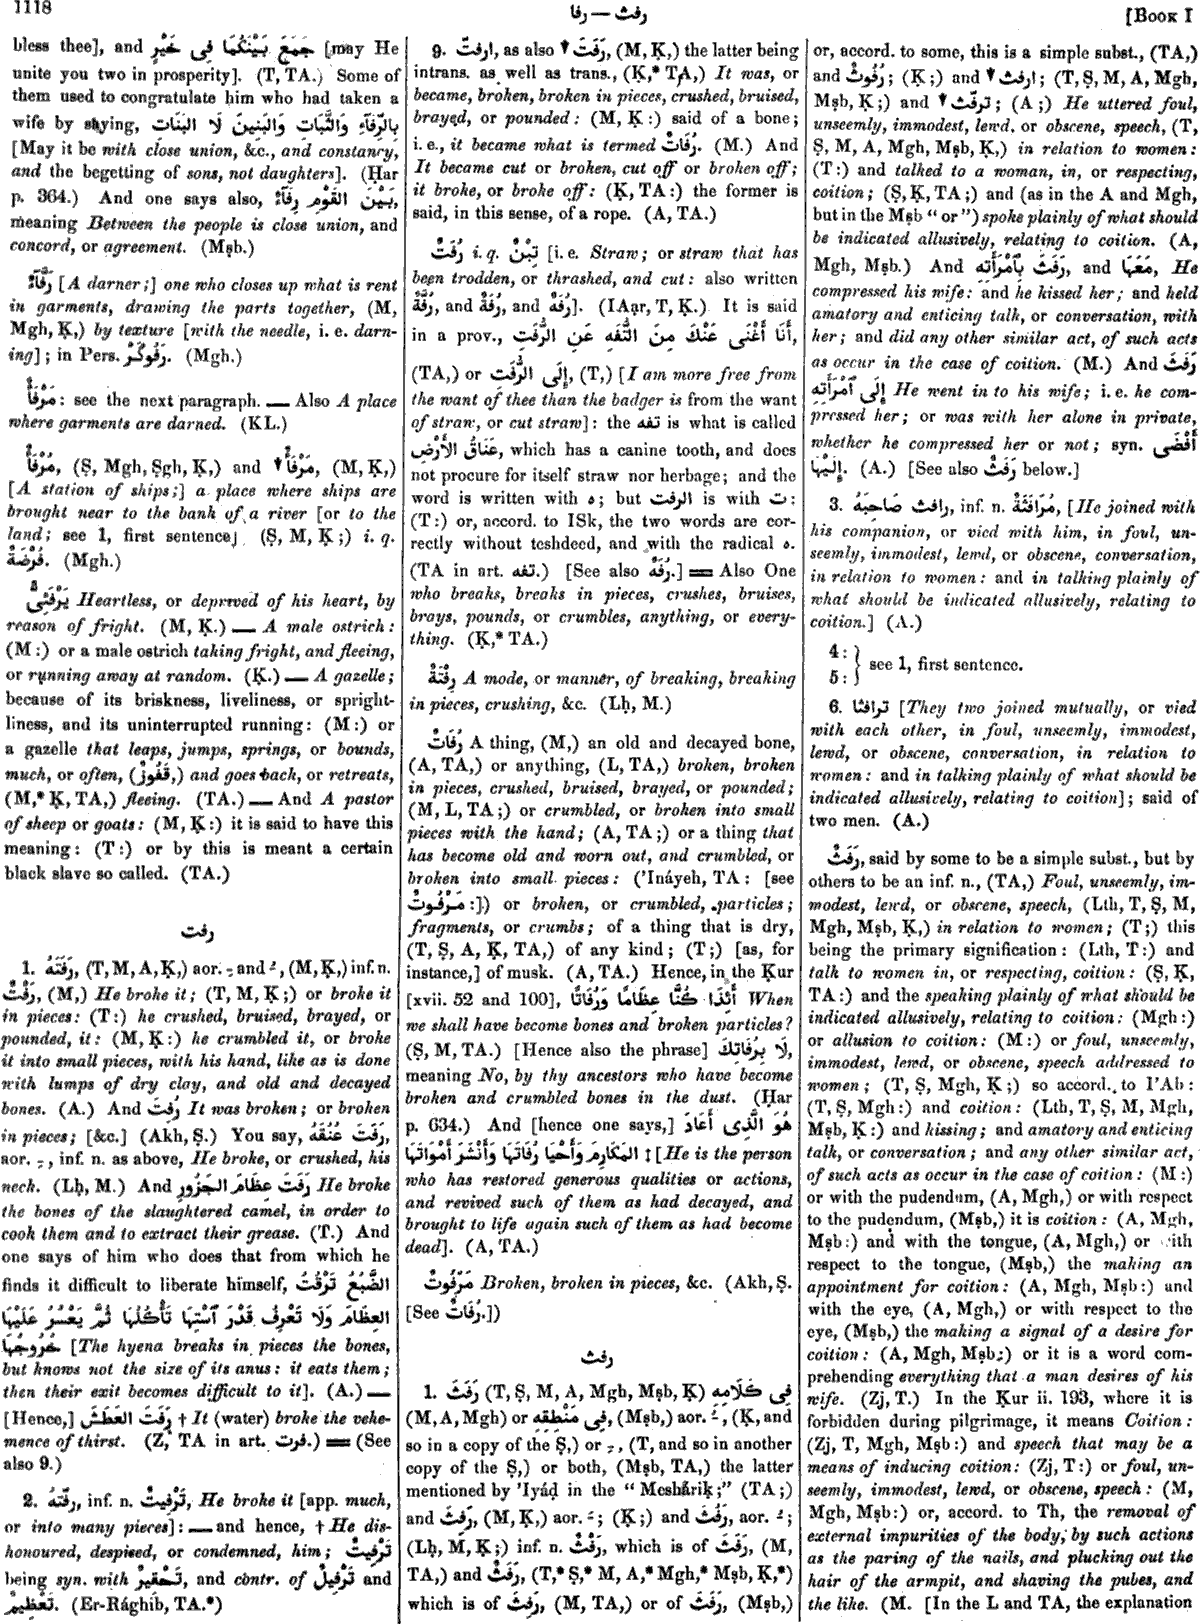 1118
رفث — رفا
[BOOK I
bless thee], and جَمَعَ بَيْنَكُمَا فِى خَيْرٍ [may He
unite you two in prosperity]. (T, TA.) Some of
them used to congratulate him who had taken a
wife by saying, بِالرِّفَآءِ وَالثَّبَاتِ وَالبَنِينَ لَا البَنَاتِ
[May it be with close union, &c., and constancy,
and the begetting of sons, not daughters]. (Ḥar
p. 364.) And one says also, بَيْنَ القَوْمِ رِفَآءٌ,
meaning Between the people is close union, and
concord, or agreement. (Mṣb.)
رَفَّآءٌ [A darner;] one who closes up what is rent
in garments, drawing the parts together, (M,
Mgh, Ḳ,) by texture [with the needle, i. e. darn-
ing]; in Pers. رَفُوگَرْ. (Mgh.)
مَرْفَأٌ: see the next paragraph. — Also A place
where garments are darned. (KL.)
مُرْفَأٌ, (Ṣ, Mgh, Ṣgh, Ḳ,) and ↓ مَرْفَأٌ, (M, Ḳ,)
[A station of ships;] a place where ships are
brought near to the bank of a river [or to the
land; see 1, first sentence]. (Ṣ, M, Ḳ;) i. q.
فُرْضَةٌ. (Mgh.)
يَرْفَئِىٌّ Heartless, or deprived of his heart, by
reason of fright. (M, Ḳ.) — A male ostrich:
(M:) or a male ostrich taking fright, and fleeing,
or running away at random. (Ḳ.) — A gazelle;
because of its briskness, liveliness, or spright-
liness, and its uninterrupted running: (M:) or
a gazelle that leaps, jumps, springs, or bounds,
much, or often, (قَفُوزٌ,) and goes back, or retreats,
(M,* Ḳ, TA,) fleeing. (TA.) — And A pastor
of sheep or goats: (M, Ḳ:) it is said to have this
meaning: (T:) or by this is meant a certain
black slave so called. (TA.)
رفت
1. رَفَتَهُ, (T, M, A, Ḳ,) aor. ـِ and ـُ, (M, Ḳ,) inf. n.
رَفْتٌ, (M,) He broke it; (T, M, Ḳ;) or broke it
in pieces: (T:) he crushed, bruised, brayed, or
pounded, it: (M, Ḳ:) he crumbled it, or broke
it into small pieces, with his hand, like as is done
with lumps of dry clay, and old and decayed
bones. (A.) And رُفِتَ It was broken; or broken
in pieces; [&c.] (Akh, Ṣ.) You say, رَفَتَ عُنُقَهُ,
aor. ـِ, inf. n. as above, He broke, or crushed, his
neck. (Lḥ, M.) And رَفَتَ عِظَامَ الجَزُورِ He broke
the bones of the slaughtered camel, in order to
cook them and to extract their grease. (T.) And
one says of him who does that from which he
finds it difficult to liberate himself, الضَّبُعُ تَرْفُتُ
العِظَامَ وَلَا تَعْرِفُ قَدْرَ ٱسْتِهَا تَأْكُلُهَا ثُمَّ يَعْسُرُ عَلَيْهَا
خُرُوجُهَا [The hyena breaks in pieces the bones,
but knows not the size of its anus: it eats them;
then their exit becomes difficult to it]. (A.) —
[Hence,] رَفَتَ العَطَشَ † It (water) broke the vehe-
mence of thirst. (Z, TA in art. فرت.) = (See
also 9.)
2. رَفَّتَهُ, inf. n. تَرْفِيتٌ, He broke it [app. much,
or into many pieces]: — and hence, † He dis-
honoured, despised, or condemned, him; تَرْفِيتٌ
being syn. with تَحْقِيرٌ, and contr. of تَرْفِيلٌ and
تَعْظِيمٌ. (Er-Rághib, TA.*)
9. ارفتّ, as also ↓ رَفَتَ, (M, Ḳ,) the latter being
intrans. as well as trans., (Ḳ,* TA,) It was, or
became, broken, broken in pieces, crushed, bruised,
brayed, or pounded: (M, Ḳ:) said of a bone;
i. e., it became what is termed رُفَاتٌ. (M.) And
It became cut or broken, cut off or broken off;
it broke, or broke off: (Ḳ, TA:) the former is
said, in this sense, of a rope. (A, TA.)
رُفَتٌ i. q. تِبْنٌ [i. e. Straw; or straw that has
been trodden, or thrashed, and cut: also written
رُفَّةٌ, and رُفَةٌ, and رُفَهٌ]. (IAạr, T, Ḳ.) It is said
in a prov., أَنَا أَغْنَى عَنْكَ مِنَ التُّفَهِ عَنِ الرُّفَتِ,
(TA,) or إِلَى الرُّفَتِ, (T,) [I am more free from
the want of thee than the badger is from the want
of straw, or cut straw]: the تفه is what is called
عَنَاقُ الأَرْضِ, which has a canine tooth, and does
not procure for itself straw nor herbage; and the
word is written with ه; but الرفت is with ت:
(T:) or, accord. to ISk, the two words are cor-
rectly without teshdeed, and with the radical ه.
(TA in art. تفه.) [See also رُفَهٌ.] = Also One
who breaks, breaks in pieces, crushes, bruises,
brays, pounds, or crumbles, anything, or every-
thing. (Ḳ,* TA.)
رِفْتَةٌ A mode, or manner, of breaking, breaking
in pieces, crushing, &c. (Lḥ, M.)
رُفَاتٌ A thing, (M,) an old and decayed bone,
(A, TA,) or anything, (L, TA,) broken, broken
in pieces, crushed, bruised, brayed, or pounded;
(M, L, TA;) or crumbled, or broken into small
pieces with the hand; (A, TA;) or a thing that
has become old and worn out, and crumbled, or
broken into small pieces: ('Ináyeh, TA: [see
مَرْفُوتٌ:]) or broken, or crumbled, particles;
fragments, or crumbs; of a thing that is dry,
(T, Ṣ, A, Ḳ, TA,) of any kind; (T;) [as, for
instance,] of musk. (A, TA.) Hence, in the Ḳur
[xvii. 52 and 100], أَئِذَا كُنَّا عِظَامًا وَرُفَاتًا When
we shall have become bones and broken particles?
(Ṣ, M, TA.) [Hence also the phrase] لَا بِرُفَاتِكَ,
meaning No, by thy ancestors who have become
broken and crumbled bones in the dust. (Ḥar
p. 634.) And [hence one says,] هُوَ الَّذِى أَعَادَ
المَكَارِمَ وَأَحْيَا رُفَاتَهَا وَأَنْشَرَ أَمْوَاتَهَا ‡ [He is the person
who has restored generous qualities or actions,
and revived such of them as had decayed, and
brought to life again such of them as had become
dead]. (A, TA.)
مَرْفُوتٌ Broken, broken in pieces, &c. (Akh, Ṣ.
[See رُفَاتٌ.])
رفث
1. رَفَثَ (T, Ṣ, M, A, Mgh, Mṣb, Ḳ) فِى كَلَامِهِ
(M, A, Mgh) or فِى مَنْطِقِهِ, (Mṣb,) aor. ـُ, (Ḳ, and
so in a copy of the Ṣ,) or ـِ, (T, and so in another
copy of the Ṣ,) or both, (Mṣb, TA,) the latter
mentioned by 'Iyáḍ in the “Mesháriḳ;” (TA;)
and رَفِثَ, (M, Ḳ,) aor. ـَ; (Ḳ;) and رَفُثَ, aor. ـُ;
(Lḥ, M, Ḳ;) inf. n. رَفْثٌ, which is of رَفَثَ, (M,
TA,) and رَفَثٌ, (T,* Ṣ,* M, A,* Mgh,* Mṣb, Ḳ,*)
which is of رَفِثَ, (M, TA,) or of رَفَثَ, (Mṣb,)
or, accord. to some, this is a simple subst., (TA,)
and رُفُوثٌ; (Ḳ;) and ↓ ارفث; (T, Ṣ, M, A, Mgh,
Mṣb, Ḳ;) and ↓ ترفّث; (A;) He uttered foul,
unseemly, immodest, lewd, or obscene, speech, (T,
Ṣ, M, A, Mgh, Mṣb, Ḳ,) in relation to women:
(T:) and talked to a woman, in, or respecting,
coition; (Ṣ, Ḳ, TA;) and (as in the A and Mgh,
but in the Mṣb “or”) spoke plainly of what should
be indicated allusively, relating to coition. (A,
Mgh, Mṣb.) And رَفَثَ بِٱمْرَأَتِهِ, and مَعَهَا, He
compressed his wife: and he kissed her; and held
amatory and enticing talk, or conversation, with
her; and did any other similar act, of such acts
as occur in the case of coition. (M.) And رَفَثَ
إِلَى ٱمْرَأَتِهِ He went in to his wife; i. e. he com-
pressed her; or was with her alone in private,
whether he compressed her or not; syn. أَفْضَى
إِلَيْهَا. (A.) [See also رَفَثٌ below.]
3. رافث صَاحِبَهُ, inf. n. مُرَافَثَةٌ, [He joined with
his companion, or vied with him, in foul, un-
seemly, immodest, lewd, or obscene, conversation,
in relation to women: and in talking plainly of
what should be indicated allusively, relating to
coition.] (A.)
4: }
5: } see 1, first sentence.
6. ترافثا [They two joined mutually, or vied
with each other, in foul, unseemly, immodest,
lewd, or obscene, conversation, in relation to
women: and in talking plainly of what should be
indicated allusively, relating to coition]; said of
two men. (A.)
رَفَثٌ, said by some to be a simple subst., but by
others to be an inf. n., (TA,) Foul, unseemly, im-
modest, lewd, or obscene, speech, (Lth, T, Ṣ, M,
Mgh, Mṣb, Ḳ,) in relation to women; (T;) this
being the primary signification: (Lth, T:) and
talk to women in, or respecting, coition: (Ṣ, Ḳ,
TA:) and the speaking plainly of what should be
indicated allusively, relating to coition: (Mgh:)
or allusion to coition: (M:) or foul, unseemly,
immodest, lewd, or obscene, speech addressed to
women; (T, Ṣ, Mgh, Ḳ;) so accord. to I'Ab:
(T, Ṣ, Mgh:) and coition: (Lth, T, Ṣ, M, Mgh,
Mṣb, Ḳ:) and kissing; and amatory and enticing
talk, or conversation; and any other similar act,
of such acts as occur in the case of coition: (M:)
or with the pudendum, (A, Mgh,) or with respect
to the pudendum, (Mṣb,) it is coition: (A, Mgh,
Mṣb:) and with the tongue, (A, Mgh,) or with
respect to the tongue, (Mṣb,) the making an
appointment for coition: (A, Mgh, Mṣb:) and
with the eye, (A, Mgh,) or with respect to the
eye, (Mṣb,) the making a signal of a desire for
coition: (A, Mgh, Mṣb:) or it is a word com-
prehending everything that a man desires of his
wife. (Zj, T.) In the Ḳur ii. 193, where it is
forbidden during pilgrimage, it means Coition:
(Zj, T, Mgh, Mṣb:) and speech that may be a
means of inducing coition: (Zj, T:) or foul, un-
seemly, immodest, lewd, or obscene, speech: (M,
Mgh, Mṣb:) or, accord. to Th, the removal of
external impurities of the body, by such actions
as the paring of the nails, and plucking out the
hair of the armpit, and shaving the pubes, and
the like. (M. [In the L and TA, the explanation